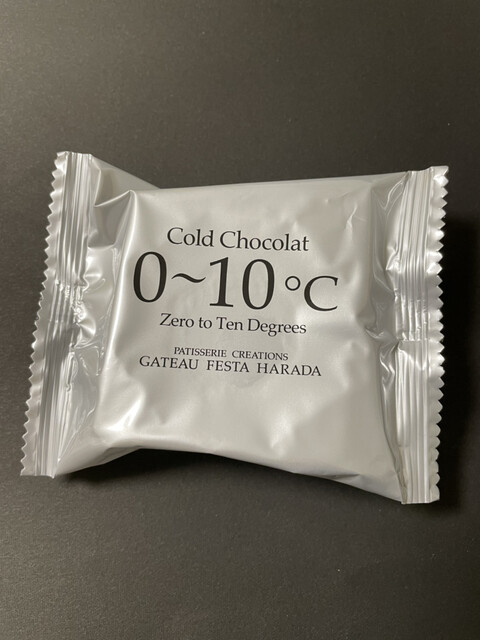 Cold Chocolat
0~10°C
Zero to Ten Degrees
PATISSERIE CREATIONS
GATEAU FESTA HARADA